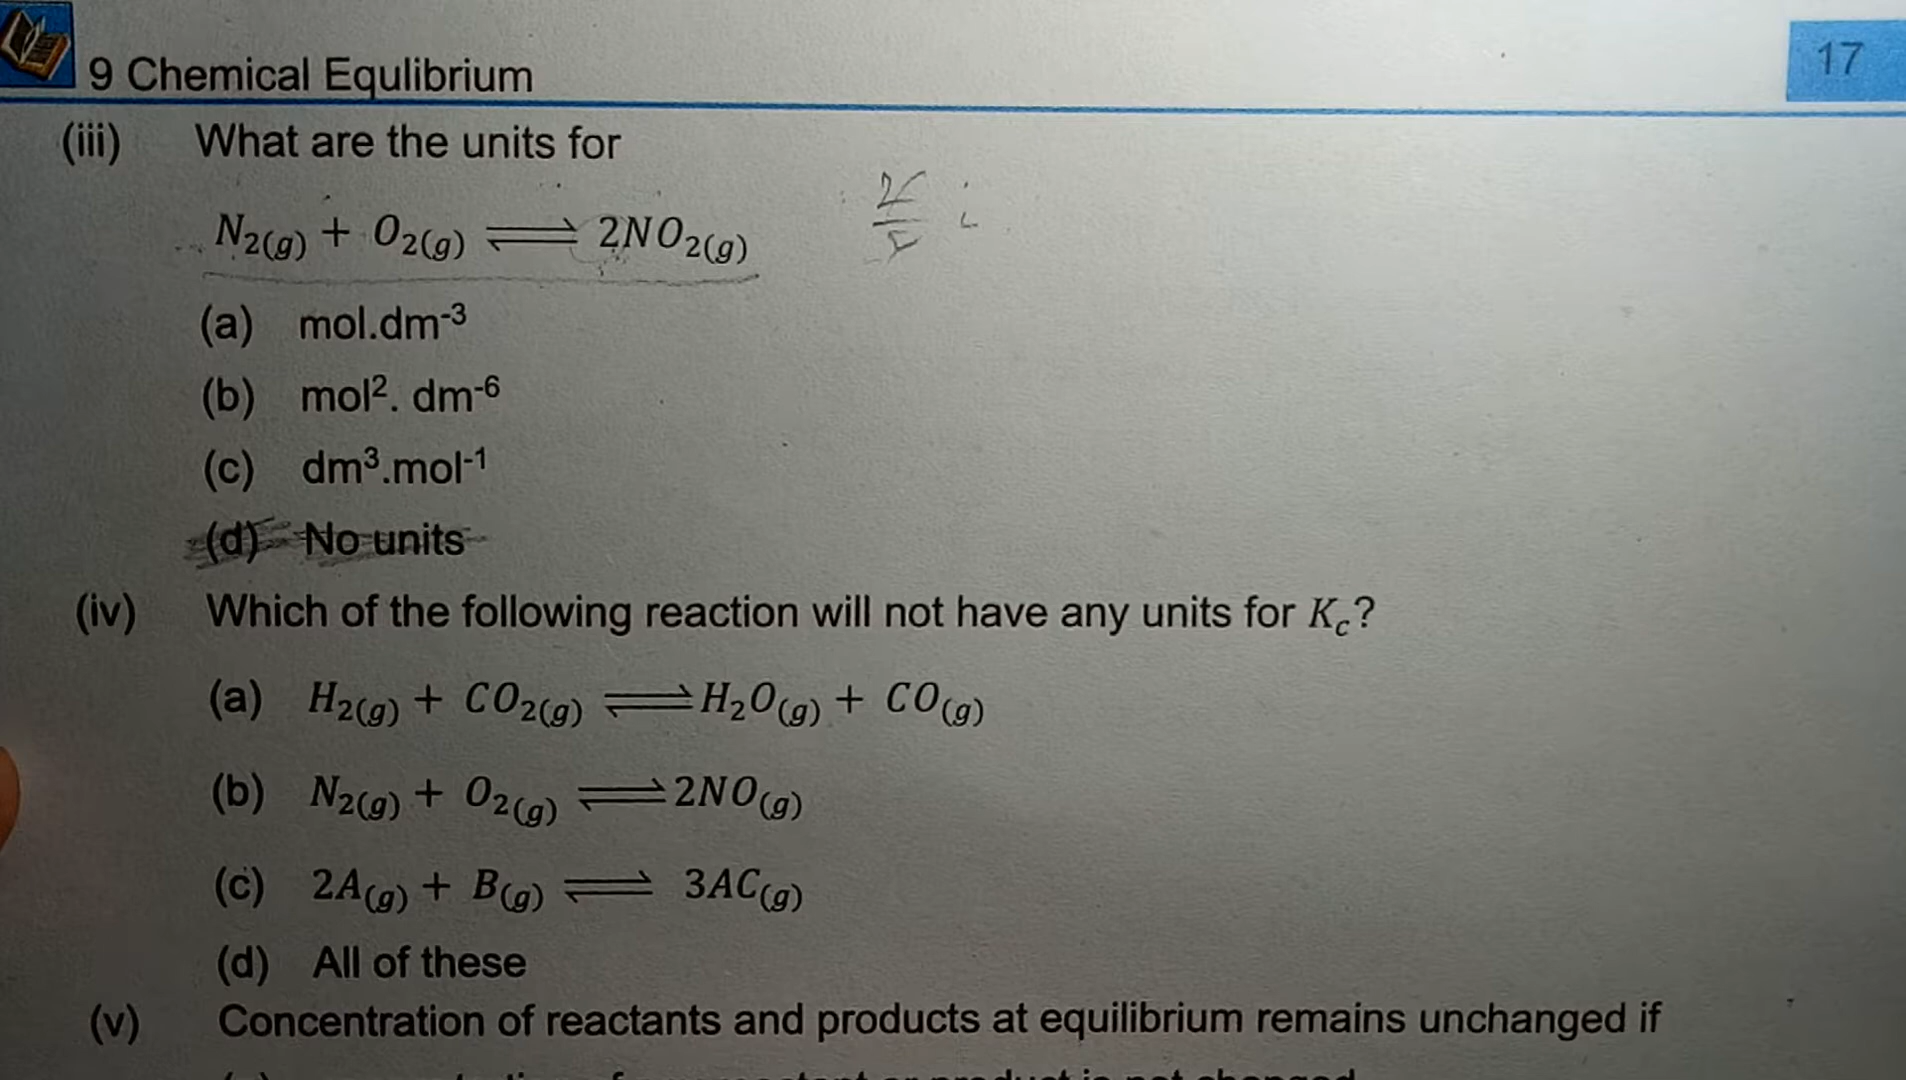 9 Chemical Equlibrium
17
(iii) What are the units for
N₂(g) + O₂(g) ⇌ 2NO₂(g)
(a) mol.dm⁻³
(b) mol². dm⁻⁶
(c) dm³.mol⁻¹
(d) No units
(iv) Which of the following reaction will not have any units for K꜀?
(a) H₂(g) + CO₂(g) ⇌ H₂O(g) + CO(g)
(b) N₂(g) + O₂(g) ⇌ 2NO(g)
(c) 2A(g) + B(g) ⇌ 3AC(g)
(d) All of these
(v) Concentration of reactants and products at equilibrium remains unchanged if